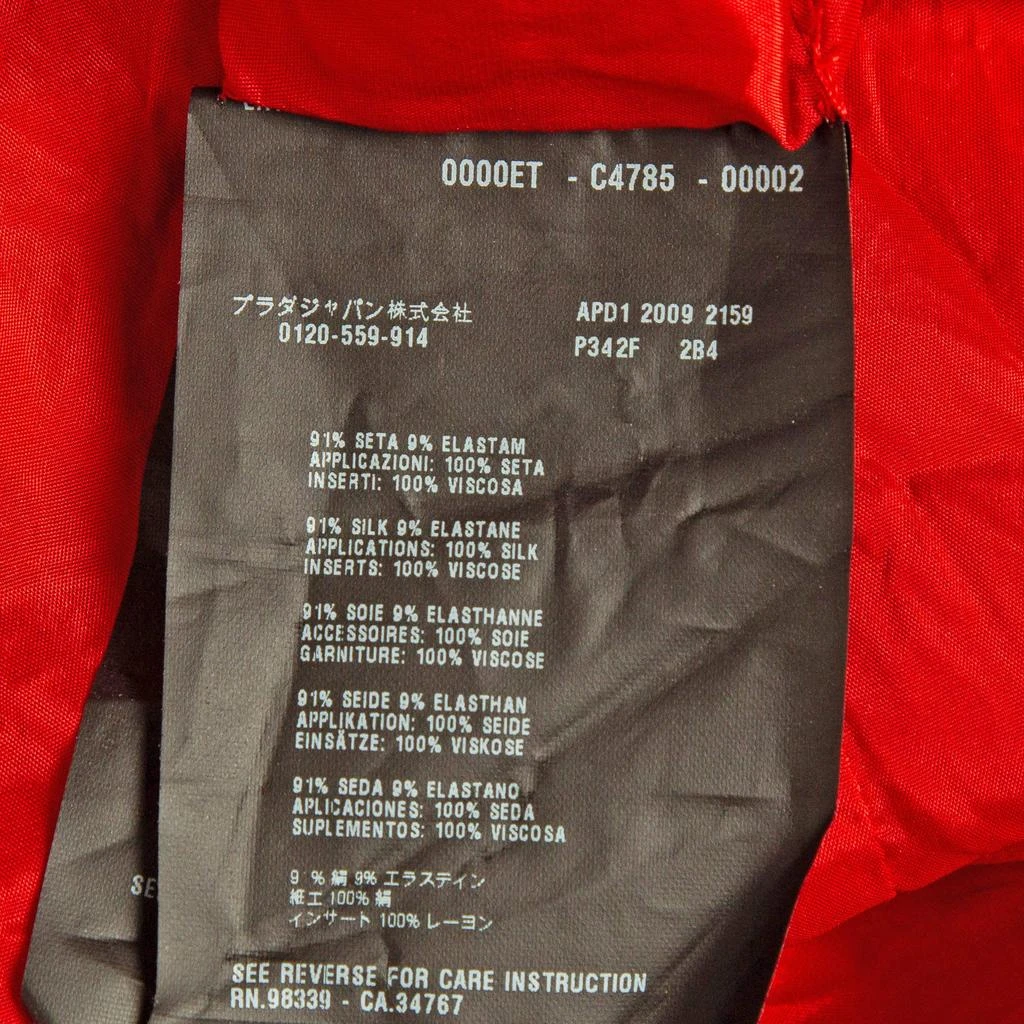 0000ET - C4785 - 00002
プラダジャパン株式会社
0120-559-914
APD1 2009 2159
P342F 2B4
91% SETA 9% ELASTAM
APPLICAZIONI: 100% SETA
INSERTI: 100% VISCOSA
91% SILK 9% ELASTANE
APPLICATIONS: 100% SILK
INSERTS: 100% VISCOSE
91% SOIE 9% ELASTHANNE
ACCESSOIRES: 100% SOIE
GARNITURE: 100% VISCOSE
91% SEIDE 9% ELASTHAN
APPLIKATION: 100% SEIDE
EINSÄTZE: 100% VISKOSE
91% SEDA 9% ELASTANO
APLICACIONES: 100% SEDA
SUPLEMENTOS: 100% VISCOSA
91% 絹 9% エラスティン
100% 絹
インサート 100% レーヨン
SE
SEE REVERSE FOR CARE INSTRUCTION
RN.98339 - CA.34767